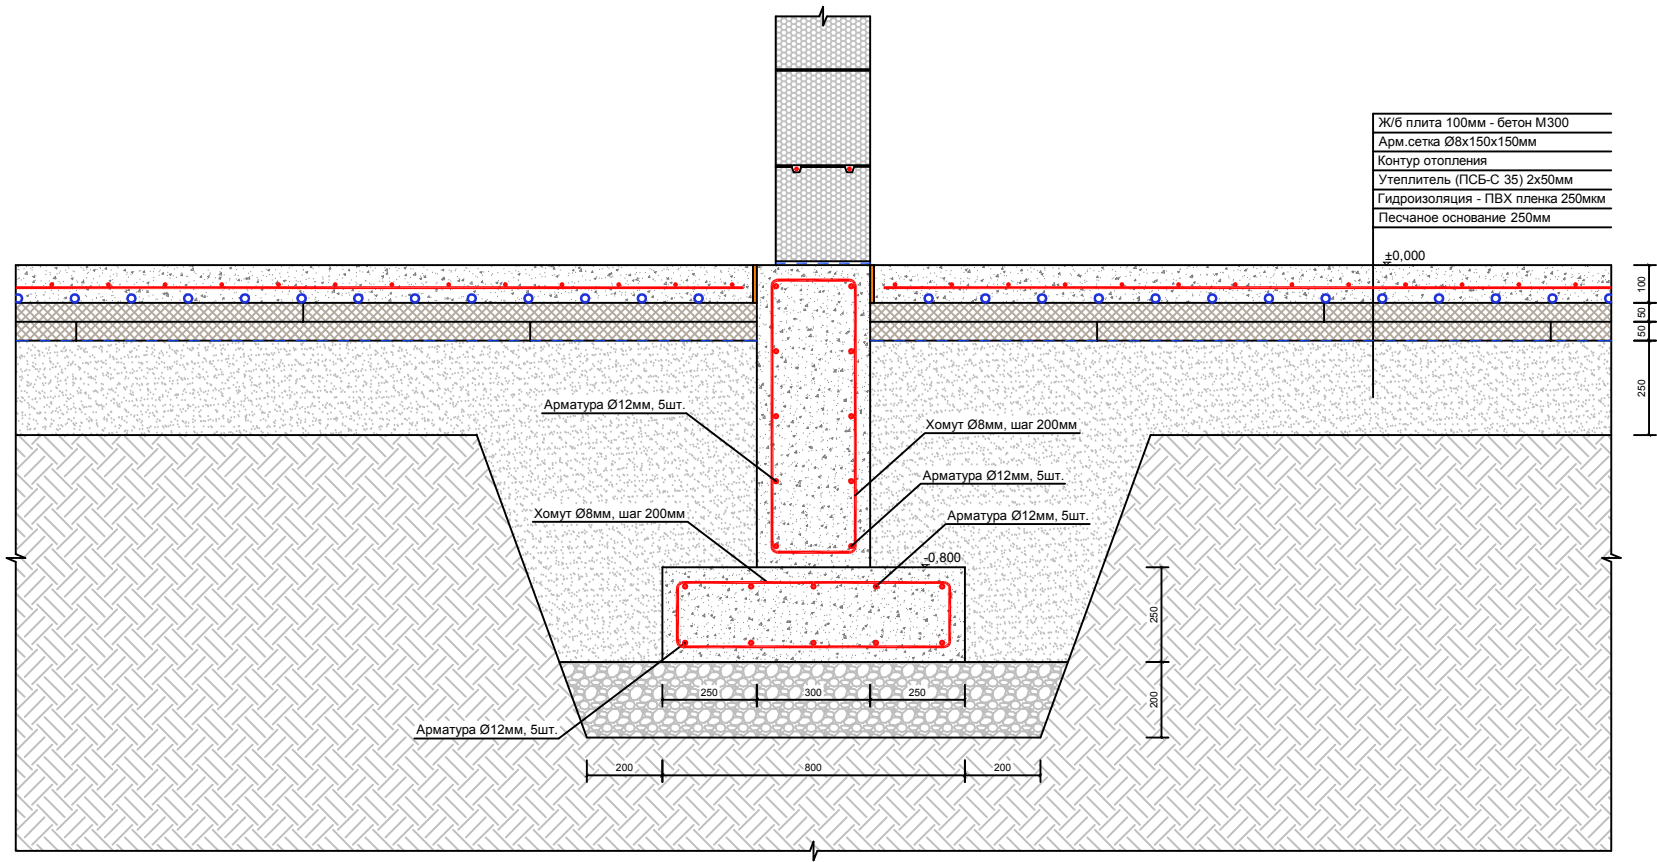 Ж/б плита 100мм - бетон М300
Арм.сетка Ø8х150х150мм
Контур отопления
Утеплитель (ПСБ-С 35) 2х50мм
Гидроизоляция - ПВХ пленка 250мкм
Песчаное основание 250мм
±0,000
100
50
50
250
Арматура Ø12мм, 5шт.
Хомут Ø8мм, шаг 200мм
Арматура Ø12мм, 5шт.
Хомут Ø8мм, шаг 200мм
Арматура Ø12мм, 5шт.
-0,800
250
250
300
250
200
Арматура Ø12мм, 5шт.
200
800
200